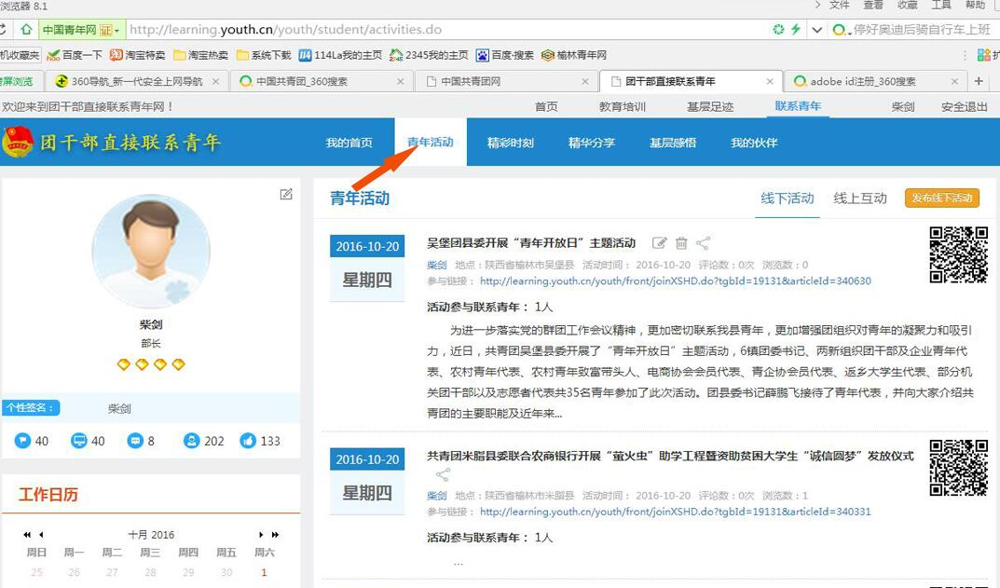 浏览器 8.1
文件 查看 收藏 工具 帮助
中国青年网 证 http://learning.youth.cn/youth/student/activities.do 停好奥迪后骑自行车上班
机收藏夹 百度一下 淘宝特卖 淘宝热卖 系统下载 114La我的主页 2345我的主页 百度-搜索 榆林青年网
屏浏览 360导航_新一代安全上网导航 中国共青团_360搜索 中国共青团网 团干部直接联系青年 adobe id注册_360搜索
欢迎来到团干部直接联系青年网！ 首页 教育培训 基层足迹 联系青年 柴剑 安全退出
团干部直接联系青年 我的首页 青年活动 精彩时刻 精华分享 基层感悟 我的伙伴
柴剑
部长
个性签名： 柴剑
40 40 8 202 133
工作日历
十月 2016
周日 周一 周二 周三 周四 周五 周六
25 26 27 28 29 30 1
青年活动 线下活动 线上互动 发布线下活动
2016-10-20
星期四
吴堡团县委开展“青年开放日”主题活动
柴剑 地点：陕西省榆林市吴堡县 活动时间： 2016-10-20 评论数：0次 浏览数：0
参与链接： http://learning.youth.cn/youth/front/joinXSHD.do?tgbId=19131&articleId=340630
活动参与联系青年： 1人
为进一步落实党的群团工作会议精神，更加密切联系我县青年，更加增强团组织对青年的凝聚力和吸引
力，近日，共青团吴堡县委开展了“青年开放日”主题活动，6镇团委书记、两新组织团干部及企业青年代
表、农村青年代表、农村青年致富带头人、电商协会会员代表、青企协会会员代表、返乡大学生代表、部分机
关团干部以及志愿者代表共35名青年参加了此次活动。团县委书记薛鹏飞接待了青年代表，并向大家介绍共
青团的主要职能及近年来...
2016-10-20
星期四
共青团米脂县委联合农商银行开展“萤火虫”助学工程暨资助贫困大学生“诚信圆梦”发放仪式
柴剑 地点：陕西省榆林市米脂县 活动时间： 2016-10-20 评论数：0次 浏览数：1
参与链接： http://learning.youth.cn/youth/front/joinXSHD.do?tgbId=19131&articleId=340331
活动参与联系青年： 1人
...